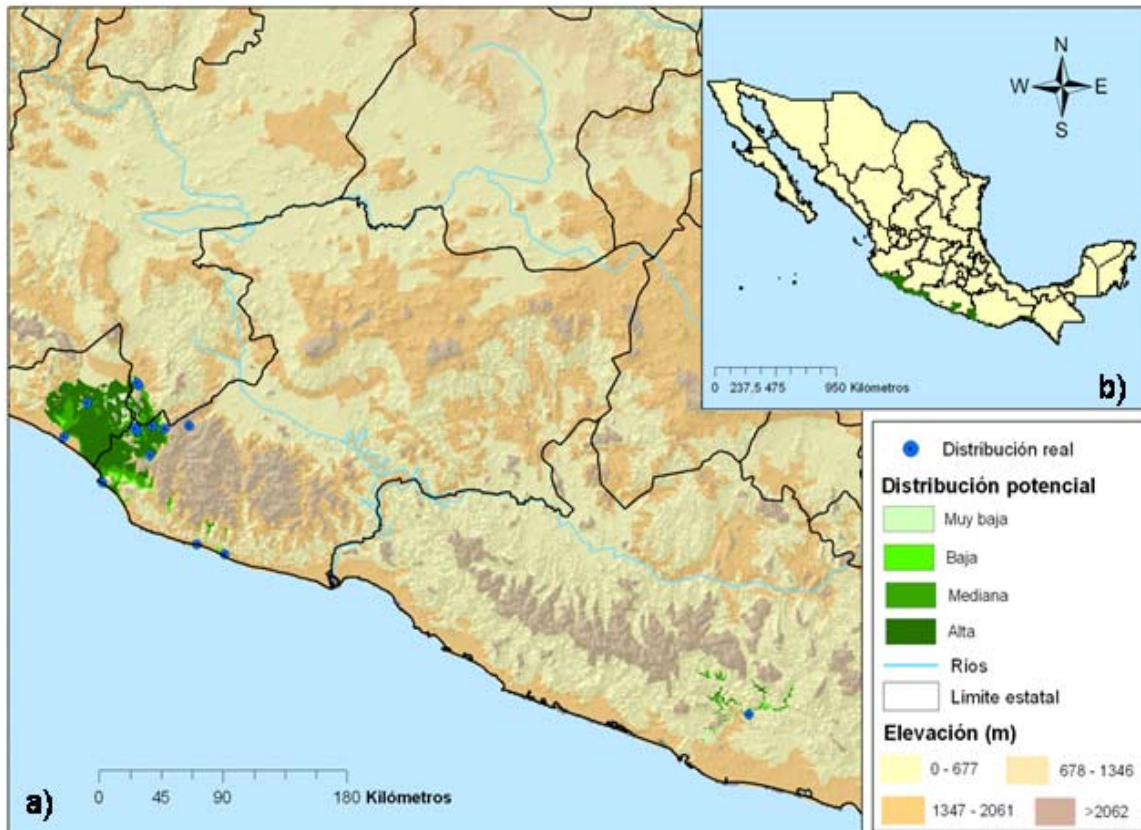 N
W E
S
0 237.5 475 950 Kilómetros
b)
Distribución real
Distribución potencial
Muy baja
Baja
Mediana
Alta
Ríos
Límite estatal
Elevación (m)
0 - 677 678 - 1346
1347 - 2061 >2062
0 45 90 180 Kilómetros
a)